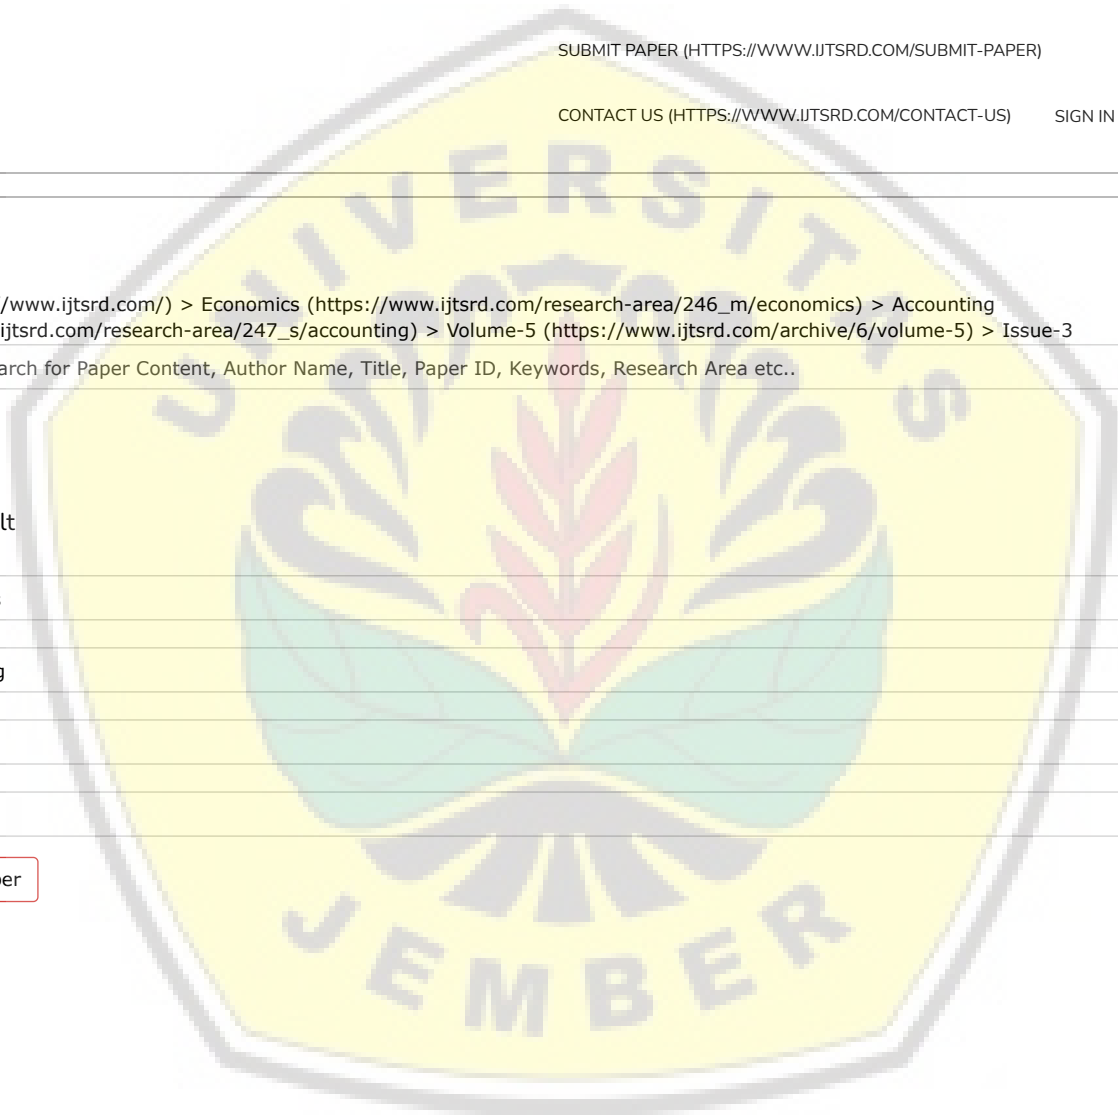 SUBMIT PAPER (HTTPS://WWW.IJTSRD.COM/SUBMIT-PAPER)
CONTACT US (HTTPS://WWW.IJTSRD.COM/CONTACT-US) SIGN IN
UNIVERSITAS
/www.ijtsrd.com/) > Economics (https://www.ijtsrd.com/research-area/246_m/economics) > Accounting
ijtsrd.com/research-area/247_s/accounting) > Volume-5 (https://www.ijtsrd.com/archive/6/volume-5) > Issue-3
arch for Paper Content, Author Name, Title, Paper ID, Keywords, Research Area etc..
lt
g
er
JEMBER